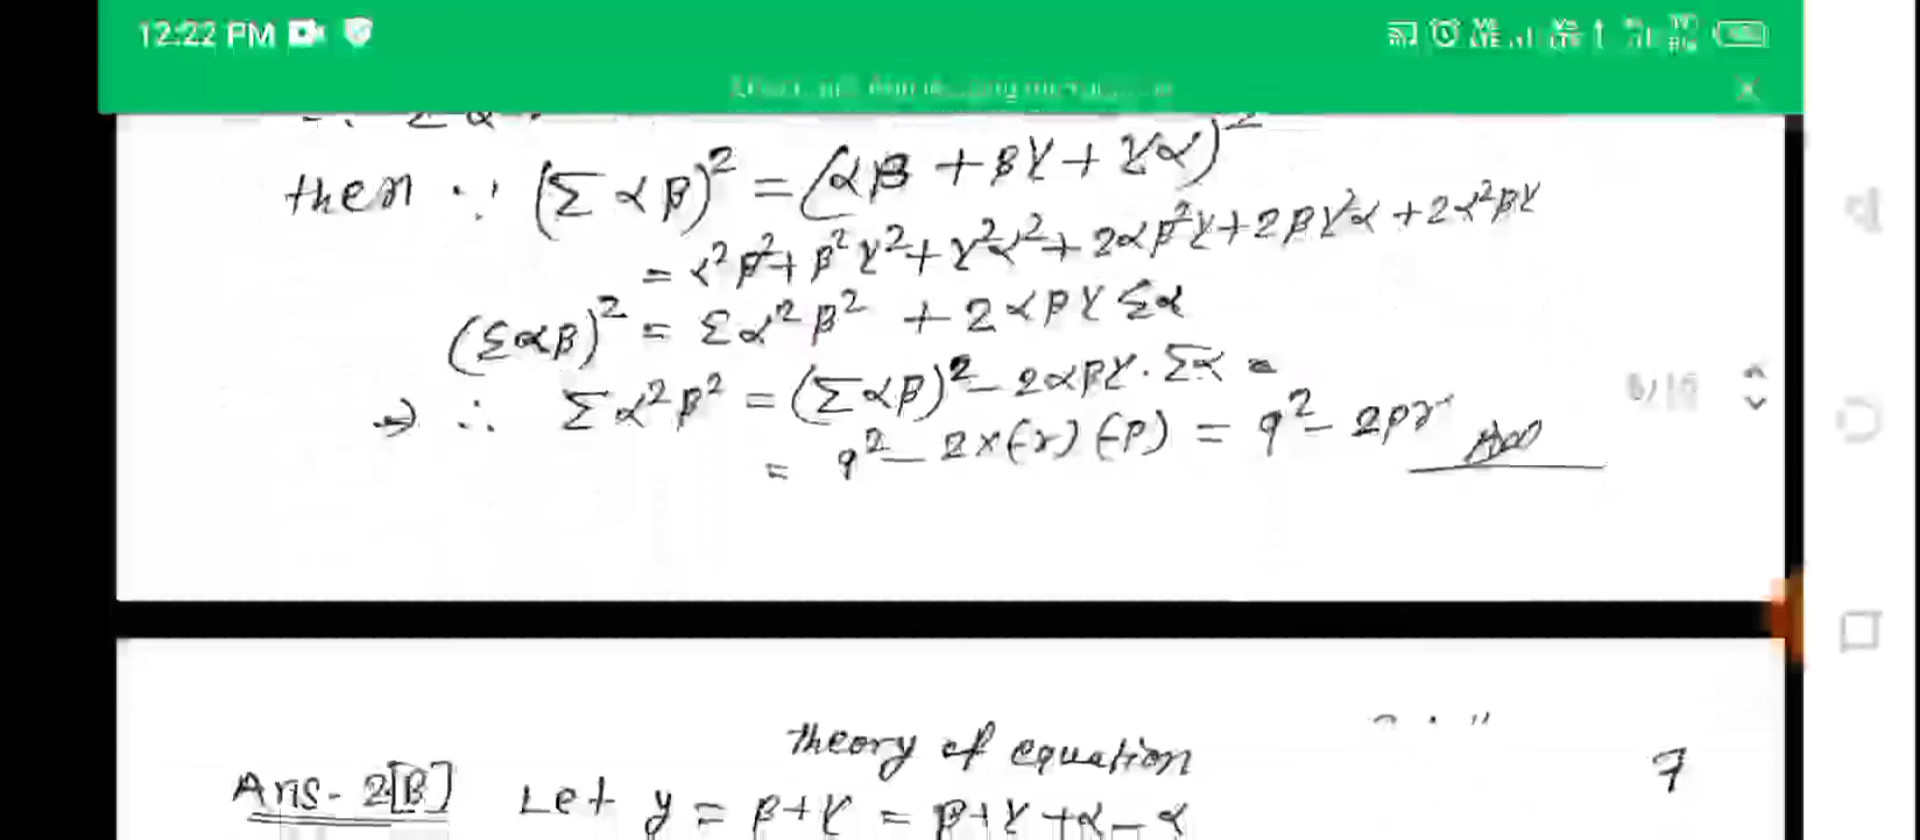 12:22 PM
then ∵ (Σαβ)² = (αβ + βγ + γα)²
= α²β² + β²γ² + γ²α² + 2αβ²γ + 2βγ²α + 2α²βγ
(Σαβ)² = Σα²β² + 2αβγ Σα
→ ∴ Σα²β² = (Σαβ)² - 2αβγ · Σα =
= q² - 2×(-r) (-p) = q² - 2pr
theory of equation
7
Ans- 2[B] Let y = β+γ = β+γ+α-α